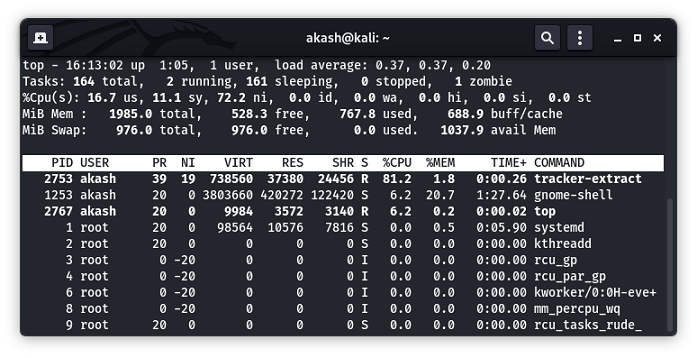 akash@kali: ~
top - 16:13:02 up  1:05,  1 user,  load average: 0.37, 0.37, 0.20
Tasks: 164 total,   2 running, 161 sleeping,   0 stopped,   1 zombie
%Cpu(s): 16.7 us, 11.1 sy, 72.2 ni,  0.0 id,  0.0 wa,  0.0 hi,  0.0 si,  0.0 st
MiB Mem :   1985.0 total,    528.3 free,    767.8 used,    688.9 buff/cache
MiB Swap:    976.0 total,    976.0 free,      0.0 used.   1037.9 avail Mem
PID USER      PR  NI    VIRT    RES    SHR S  %CPU  %MEM     TIME+ COMMAND
2753 akash     39  19  738560  37380  24456 R  81.2   1.8   0:00.26 tracker-extract
1253 akash     20   0 3803660 420272 122420 S   6.2  20.7   1:27.64 gnome-shell
2767 akash     20   0    9984   3572   3140 R   6.2   0.2   0:00.02 top
1 root      20   0   98564  10576   7816 S   0.0   0.5   0:05.90 systemd
2 root      20   0       0      0      0 S   0.0   0.0   0:00.00 kthreadd
3 root       0 -20       0      0      0 I   0.0   0.0   0:00.00 rcu_gp
4 root       0 -20       0      0      0 I   0.0   0.0   0:00.00 rcu_par_gp
6 root       0 -20       0      0      0 I   0.0   0.0   0:00.00 kworker/0:0H-eve+
8 root       0 -20       0      0      0 I   0.0   0.0   0:00.00 mm_percpu_wq
9 root      20   0       0      0      0 S   0.0   0.0   0:00.00 rcu_tasks_rude_